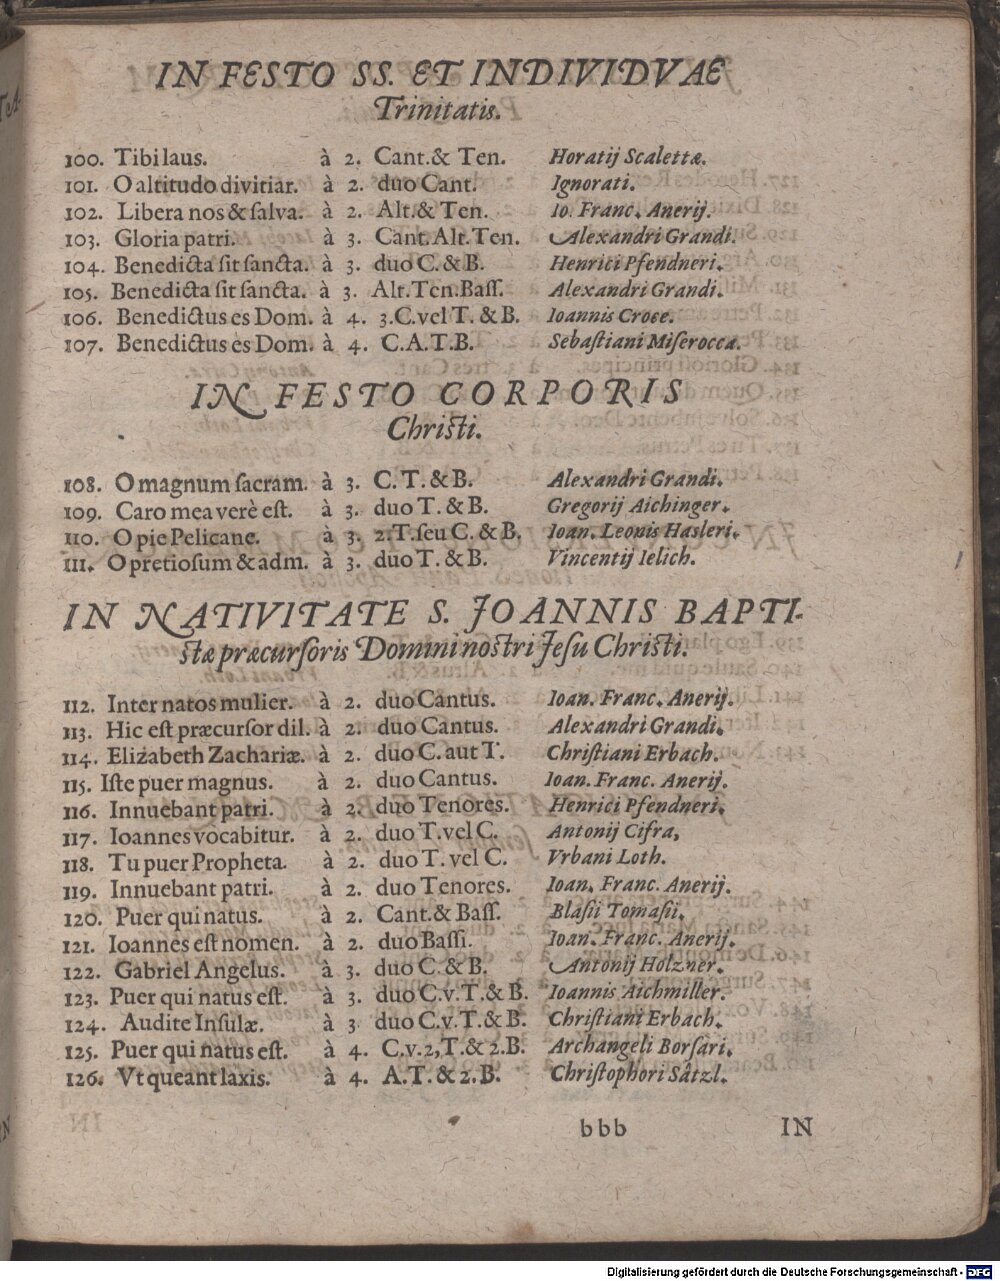 IN FESTO SS. ET INDIVIDVAE
Trinitatis.
100. Tibi laus. à 2. Cant.& Ten. Horatij Scalettæ.
101. O altitudo divitiar. à 2. duo Cant. Ignorati.
102. Libera nos & ſalva. à 2. Alt.& Ten. Io. Franc. Anerij.
103. Gloria patri. à 3. Cant.Alt.Ten. Alexandri Grandi.
104. Benedicta ſit ſancta. à 3. duo C. & B. Henrici Pfendneri.
105. Benedicta ſit ſancta. à 3. Alt.Ten.Baſſ. Alexandri Grandi.
106. Benedictus es Dom. à 4. 3.C.vel T. & B. Ioannis Croce.
107. Benedictus es Dom. à 4. C.A.T.B. Sebaſtiani Miſerocca.
IN FESTO CORPORIS
Chriſti.
108. O magnum ſacram. à 3. C. T. & B. Alexandri Grandi.
109. Caro mea verè eſt. à 3. duo T. & B. Gregorij Aichinger.
110. O pie Pelicane. à 3. 2.T.ſeu C. & B. Ioan. Leonis Hasleri.
111. O pretioſum & adm. à 3. duo T. & B. Vincentij Ielich.
IN NATIVITATE S. JOANNIS BAPTI-
ſtæ præcurſoris Domini noſtri Jeſu Chriſti.
112. Inter natos mulier. à 2. duo Cantus. Ioan. Franc. Anerij.
113. Hic eſt præcurſor dil. à 2. duo Cantus. Alexandri Grandi.
114. Elizabeth Zachariæ. à 2. duo C. aut T. Chriſtiani Erbach.
115. Iſte puer magnus. à 2. duo Cantus. Ioan. Franc. Anerij.
116. Innuebant patri. à 2. duo Tenores. Henrici Pfendneri.
117. Ioannes vocabitur. à 2. duo T.vel C. Antonij Cifra,
118. Tu puer Propheta. à 2. duo T. vel C. Vrbani Loth.
119. Innuebant patri. à 2. duo Tenores. Ioan. Franc. Anerij.
120. Puer qui natus. à 2. Cant.& Baſſ. Blaſii Tomaſii.
121. Ioannes eſt nomen. à 2. duo Baſſi. Ioan. Franc. Anerij.
122. Gabriel Angelus. à 3. duo C. & B. Antonij Holzner.
123. Puer qui natus eſt. à 3. duo C.v.T.& B. Ioannis Aichmiller.
124. Audite Inſulæ. à 3 duo C.v.T.& B. Chriſtiani Erbach.
125. Puer qui natus eſt. à 4. C.v.2,T.& 2.B. Archangeli Borſari.
126. Vt queant laxis. à 4. A.T. & 2.B. Chriſtophori Sätzl.
bbb IN
Digitalisierung gefördert durch die Deutsche Forschungsgemeinschaft - DFG